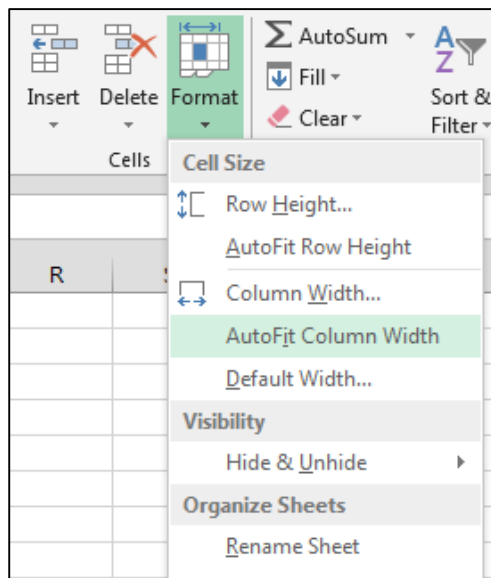 Insert Delete Format
Cells
AutoSum
Fill
Clear
Sort &
Filter
Cell Size
Row Height...
AutoFit Row Height
Column Width...
AutoFit Column Width
Default Width...
Visibility
Hide & Unhide
Organize Sheets
Rename Sheet
R